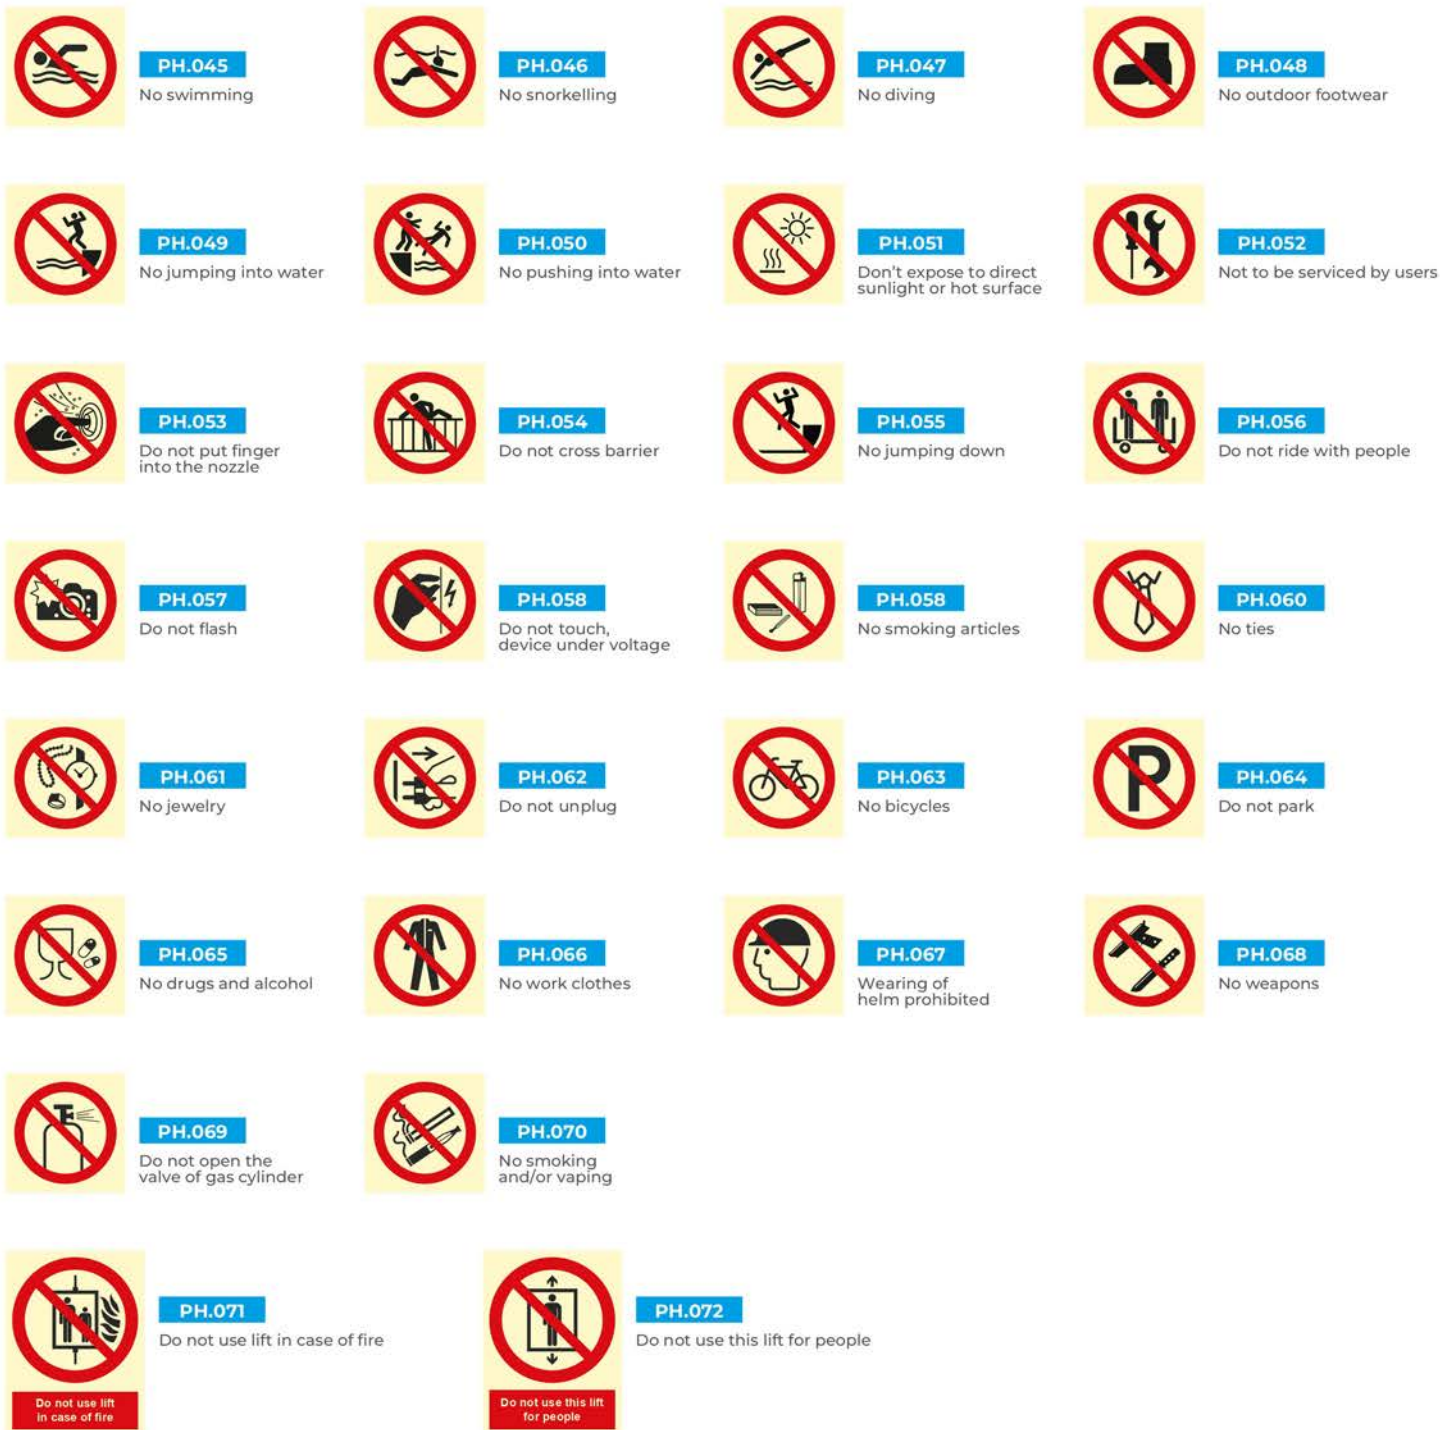 PH.045
No swimming
PH.046
No snorkelling
PH.047
No diving
PH.048
No outdoor footwear
PH.049
No jumping into water
PH.050
No pushing into water
PH.051
Don't expose to direct
sunlight or hot surface
PH.052
Not to be serviced by users
PH.053
Do not put finger
into the nozzle
PH.054
Do not cross barrier
PH.055
No jumping down
PH.056
Do not ride with people
PH.057
Do not flash
PH.058
Do not touch,
device under voltage
PH.058
No smoking articles
PH.060
No ties
PH.061
No jewelry
PH.062
Do not unplug
PH.063
No bicycles
P
PH.064
Do not park
PH.065
No drugs and alcohol
PH.066
No work clothes
PH.067
Wearing of
helm prohibited
PH.068
No weapons
PH.069
Do not open the
valve of gas cylinder
PH.070
No smoking
and/or vaping
PH.071
Do not use lift in case of fire
Do not use lift
in case of fire
PH.072
Do not use this lift for people
Do not use this lift
for people